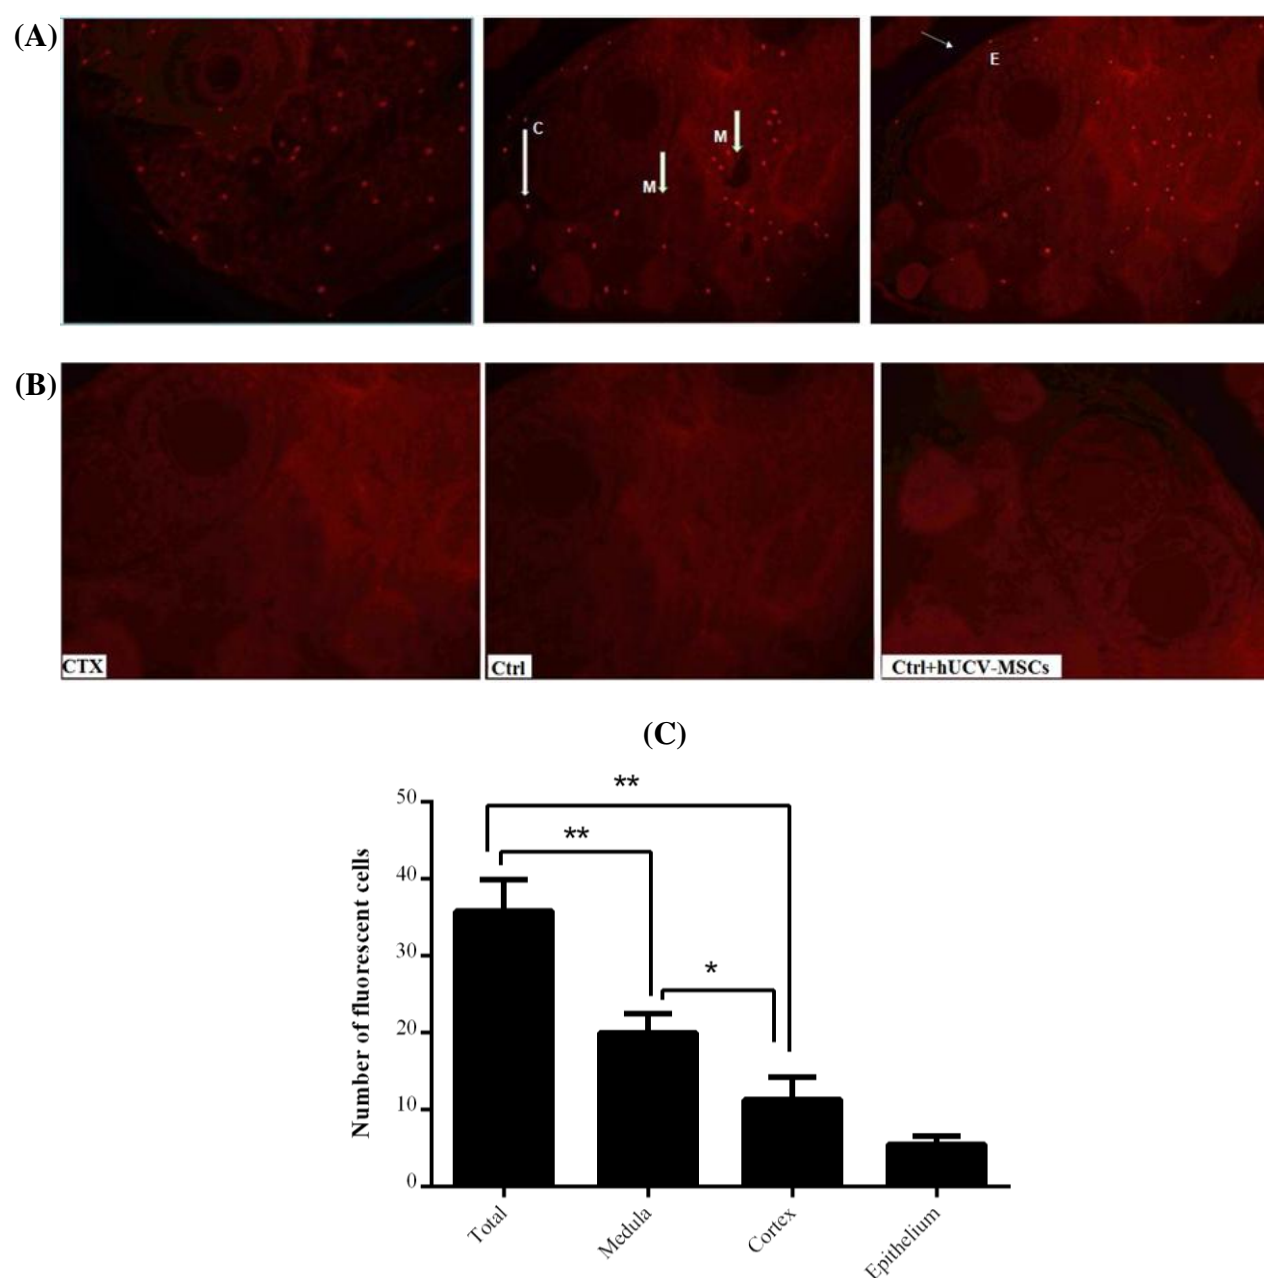 (A)
C
M
M
E
(B)
CTX
Ctrl
Ctrl+hUCV-MSCs
(C)
**
**
*
Number of fluorescent cells
50
40
30
20
10
0
Total
Medula
Cortex
Epithelium